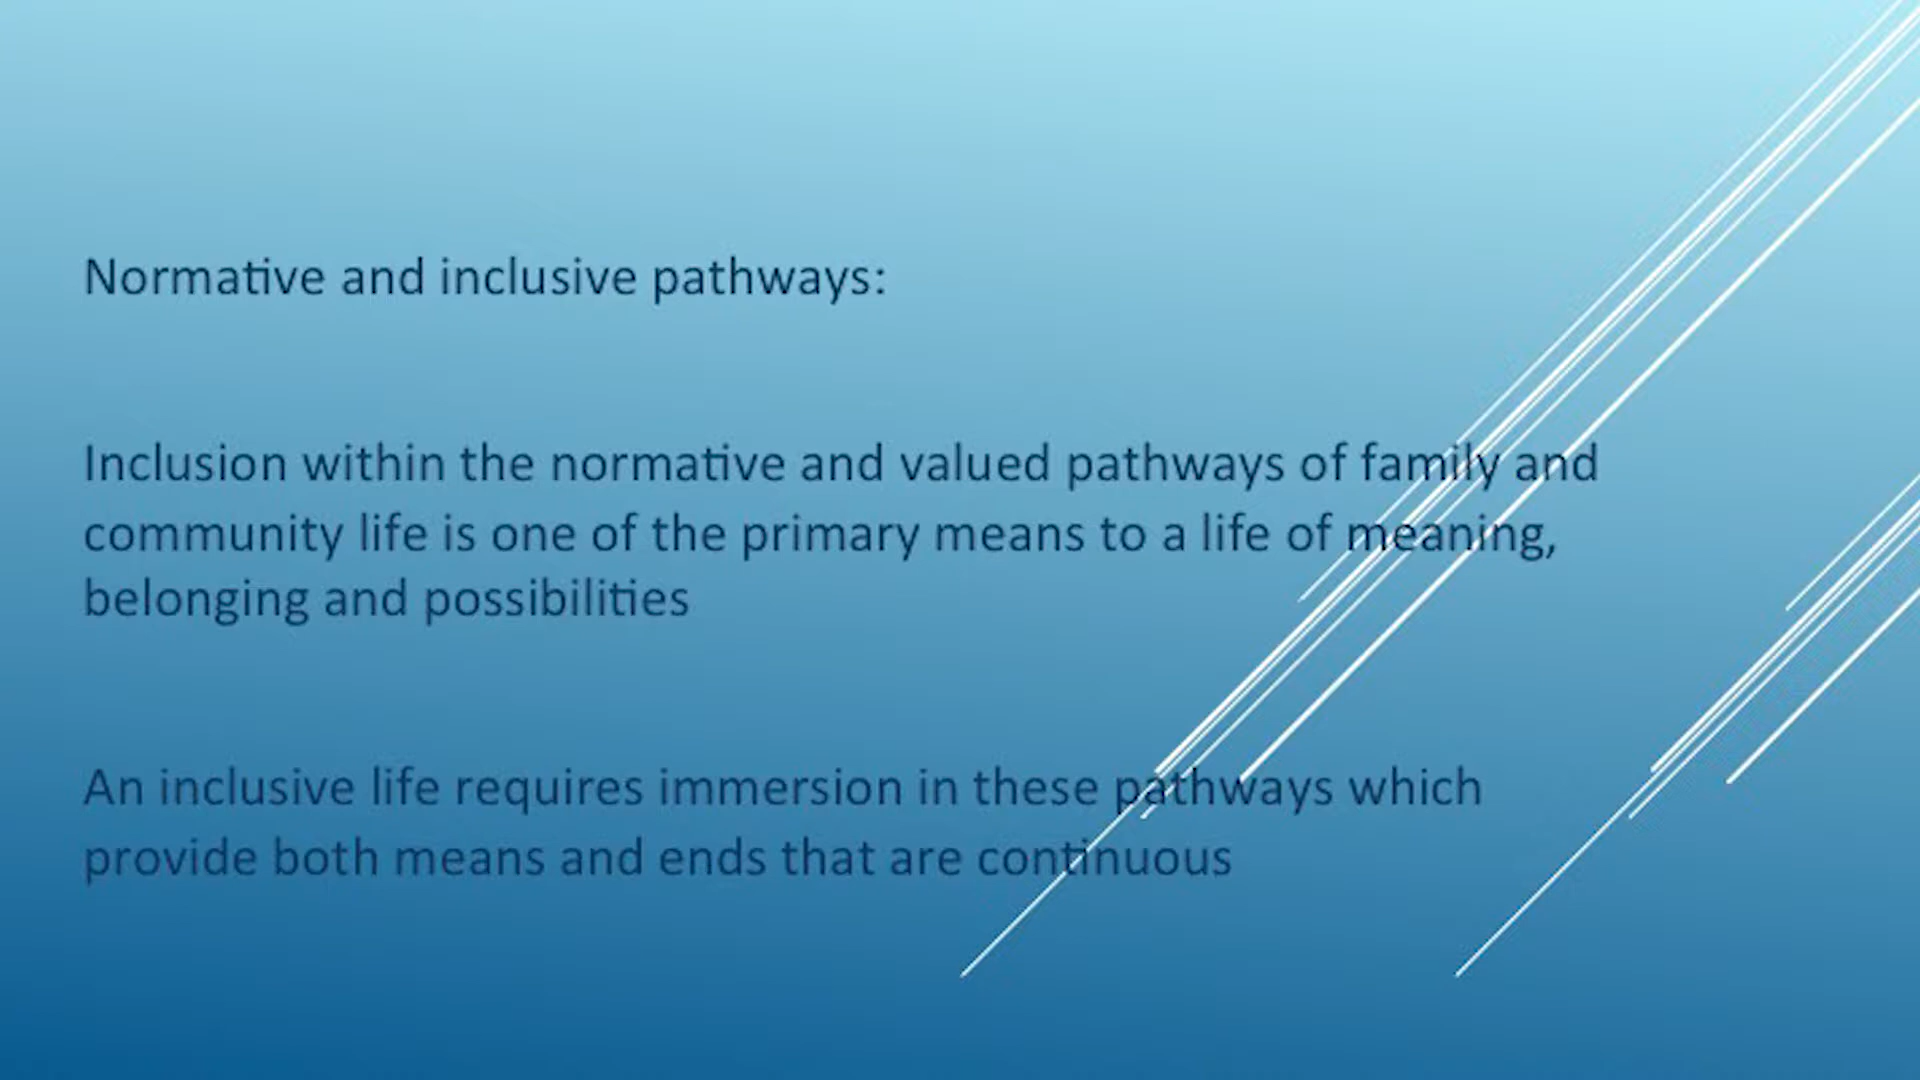 Normative and inclusive pathways:
Inclusion within the normative and valued pathways of family and
community life is one of the primary means to a life of meaning,
belonging and possibilities
An inclusive life requires immersion in these pathways which
provide both means and ends that are continuous